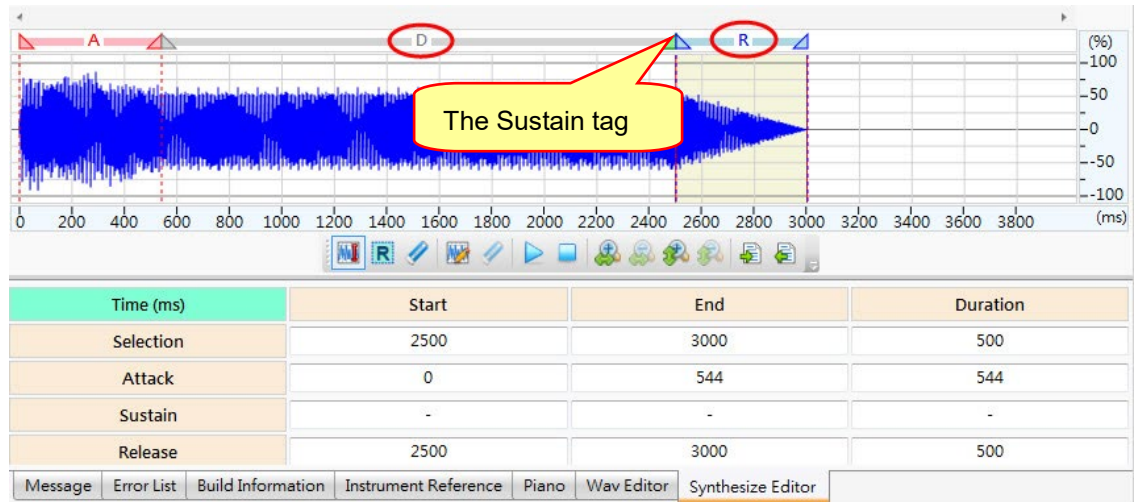 A D R (%)
100
50
The Sustain tag
0
-50
-100
0 200 400 600 800 1000 1200 1400 1600 1800 2000 2200 2400 2600 2800 3000 3200 3400 3600 3800 (ms)
R
Time (ms) Start End Duration
Selection 2500 3000 500
Attack 0 544 544
Sustain - - -
Release 2500 3000 500
Message Error List Build Information Instrument Reference Piano Wav Editor Synthesize Editor